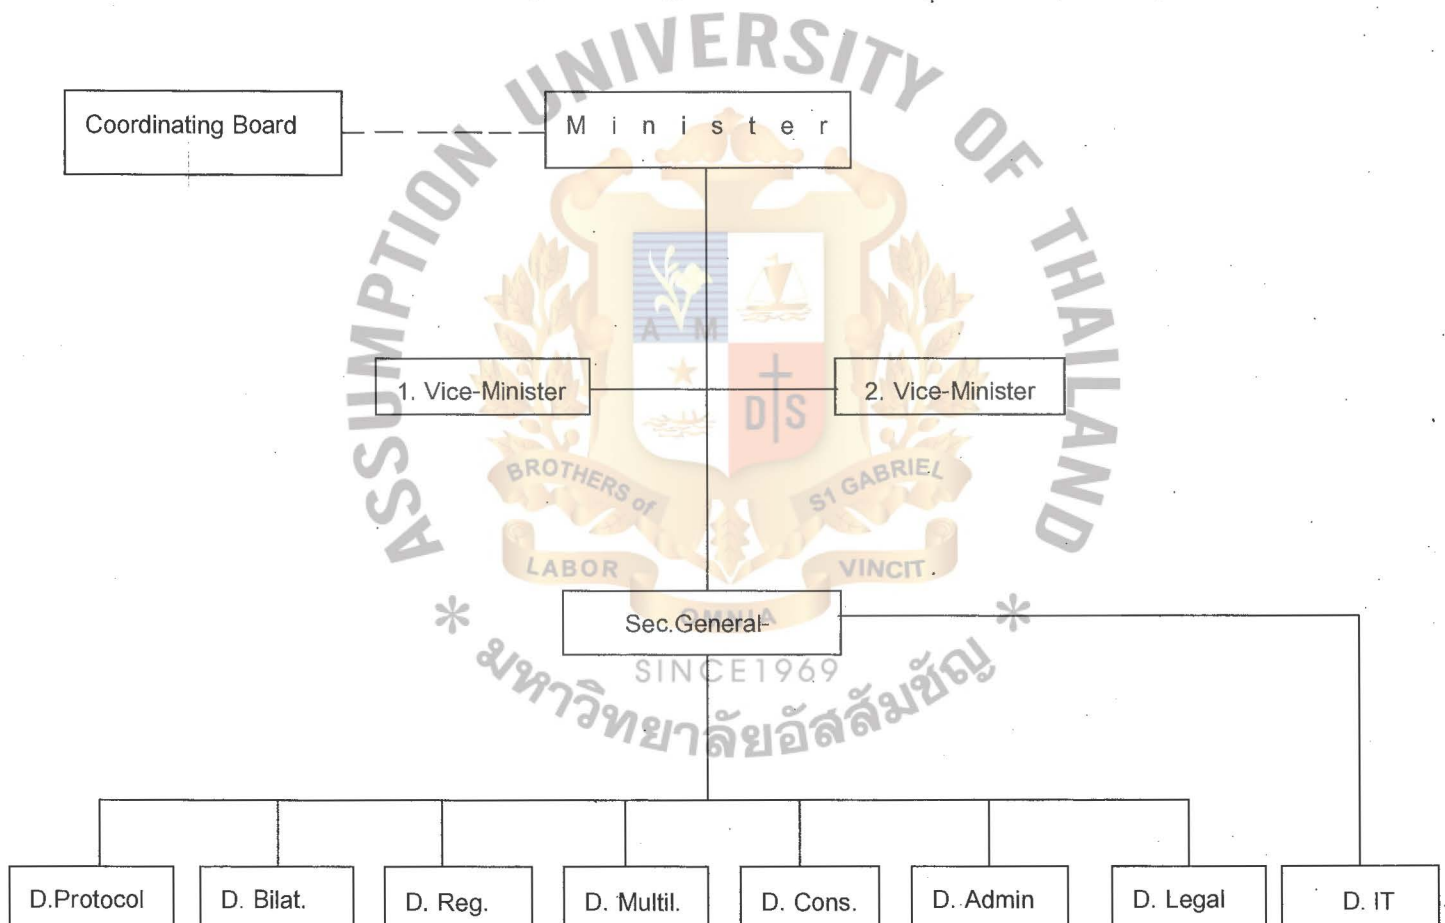 ASSUMPTION UNIVERSITY OF THAILAND
Coordinating Board
Minister
A M
1. Vice-Minister
2. Vice-Minister
D S
BROTHERS of
S1 GABRIEL
LABOR
VINCIT
OMNIA
Sec.General-
SINCE1969
* มหาวิทยาลัยอัสสัมชัญ *
D.Protocol
D. Bilat.
D. Reg.
D. Multil.
D. Cons.
D. Admin
D. Legal
D. IT